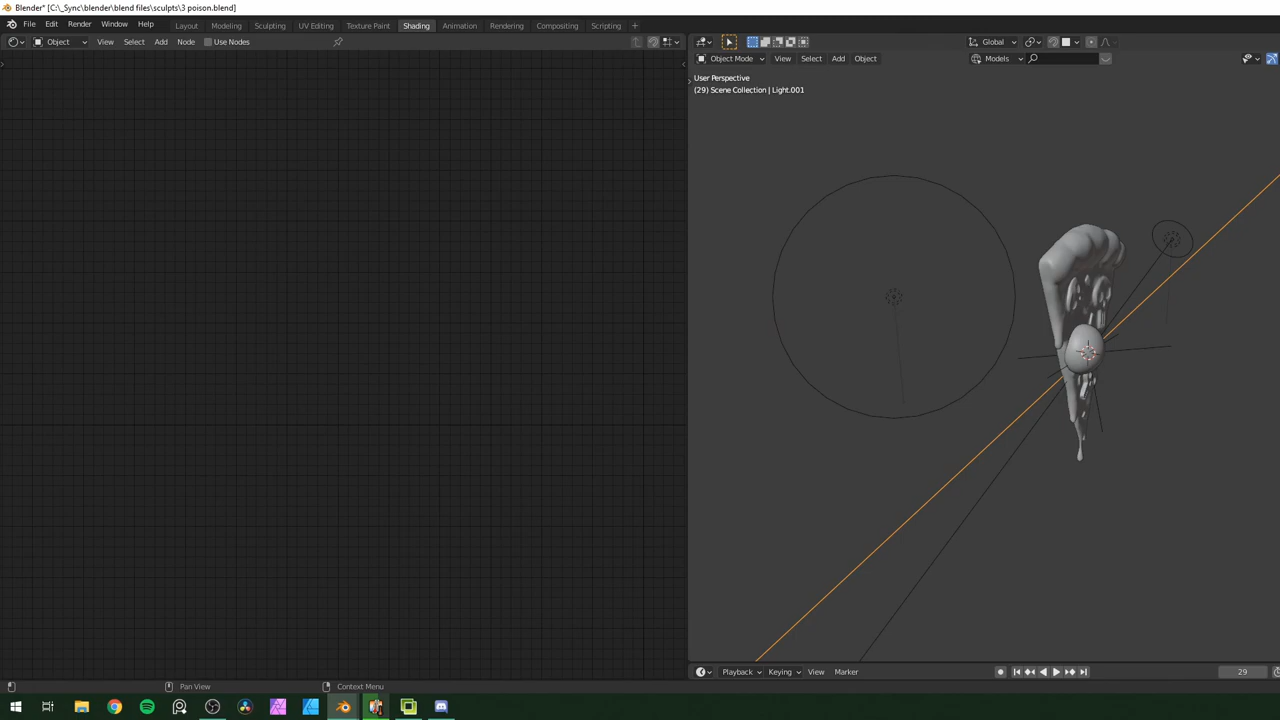 Blender* [C:\_Sync\blender\blend files\sculpts\3 poison.blend]
File Edit Render Window Help Layout Modeling Sculpting UV Editing Texture Paint Shading Animation Rendering Compositing Scripting +
Object View Select Add Node Use Nodes
Global
Object Mode View Select Add Object Models
User Perspective
(29) Scene Collection | Light.001
Playback Keying View Marker 29
Pan View Context Menu